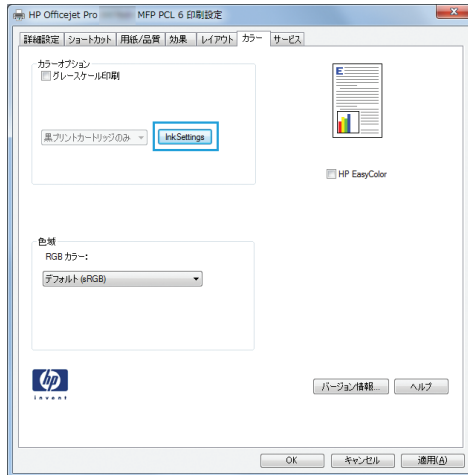 HP Officejet Pro MFP PCL 6 印刷設定
詳細設定 ショートカット 用紙/品質 効果 レイアウト カラー サービス
カラーオプション
グレースケール印刷
黒プリントカートリッジのみ
InkSettings
E
HP EasyColor
色域
RGB カラー:
デフォルト (sRGB)
hp
invent
バージョン情報... ヘルプ
OK キャンセル 適用(A)